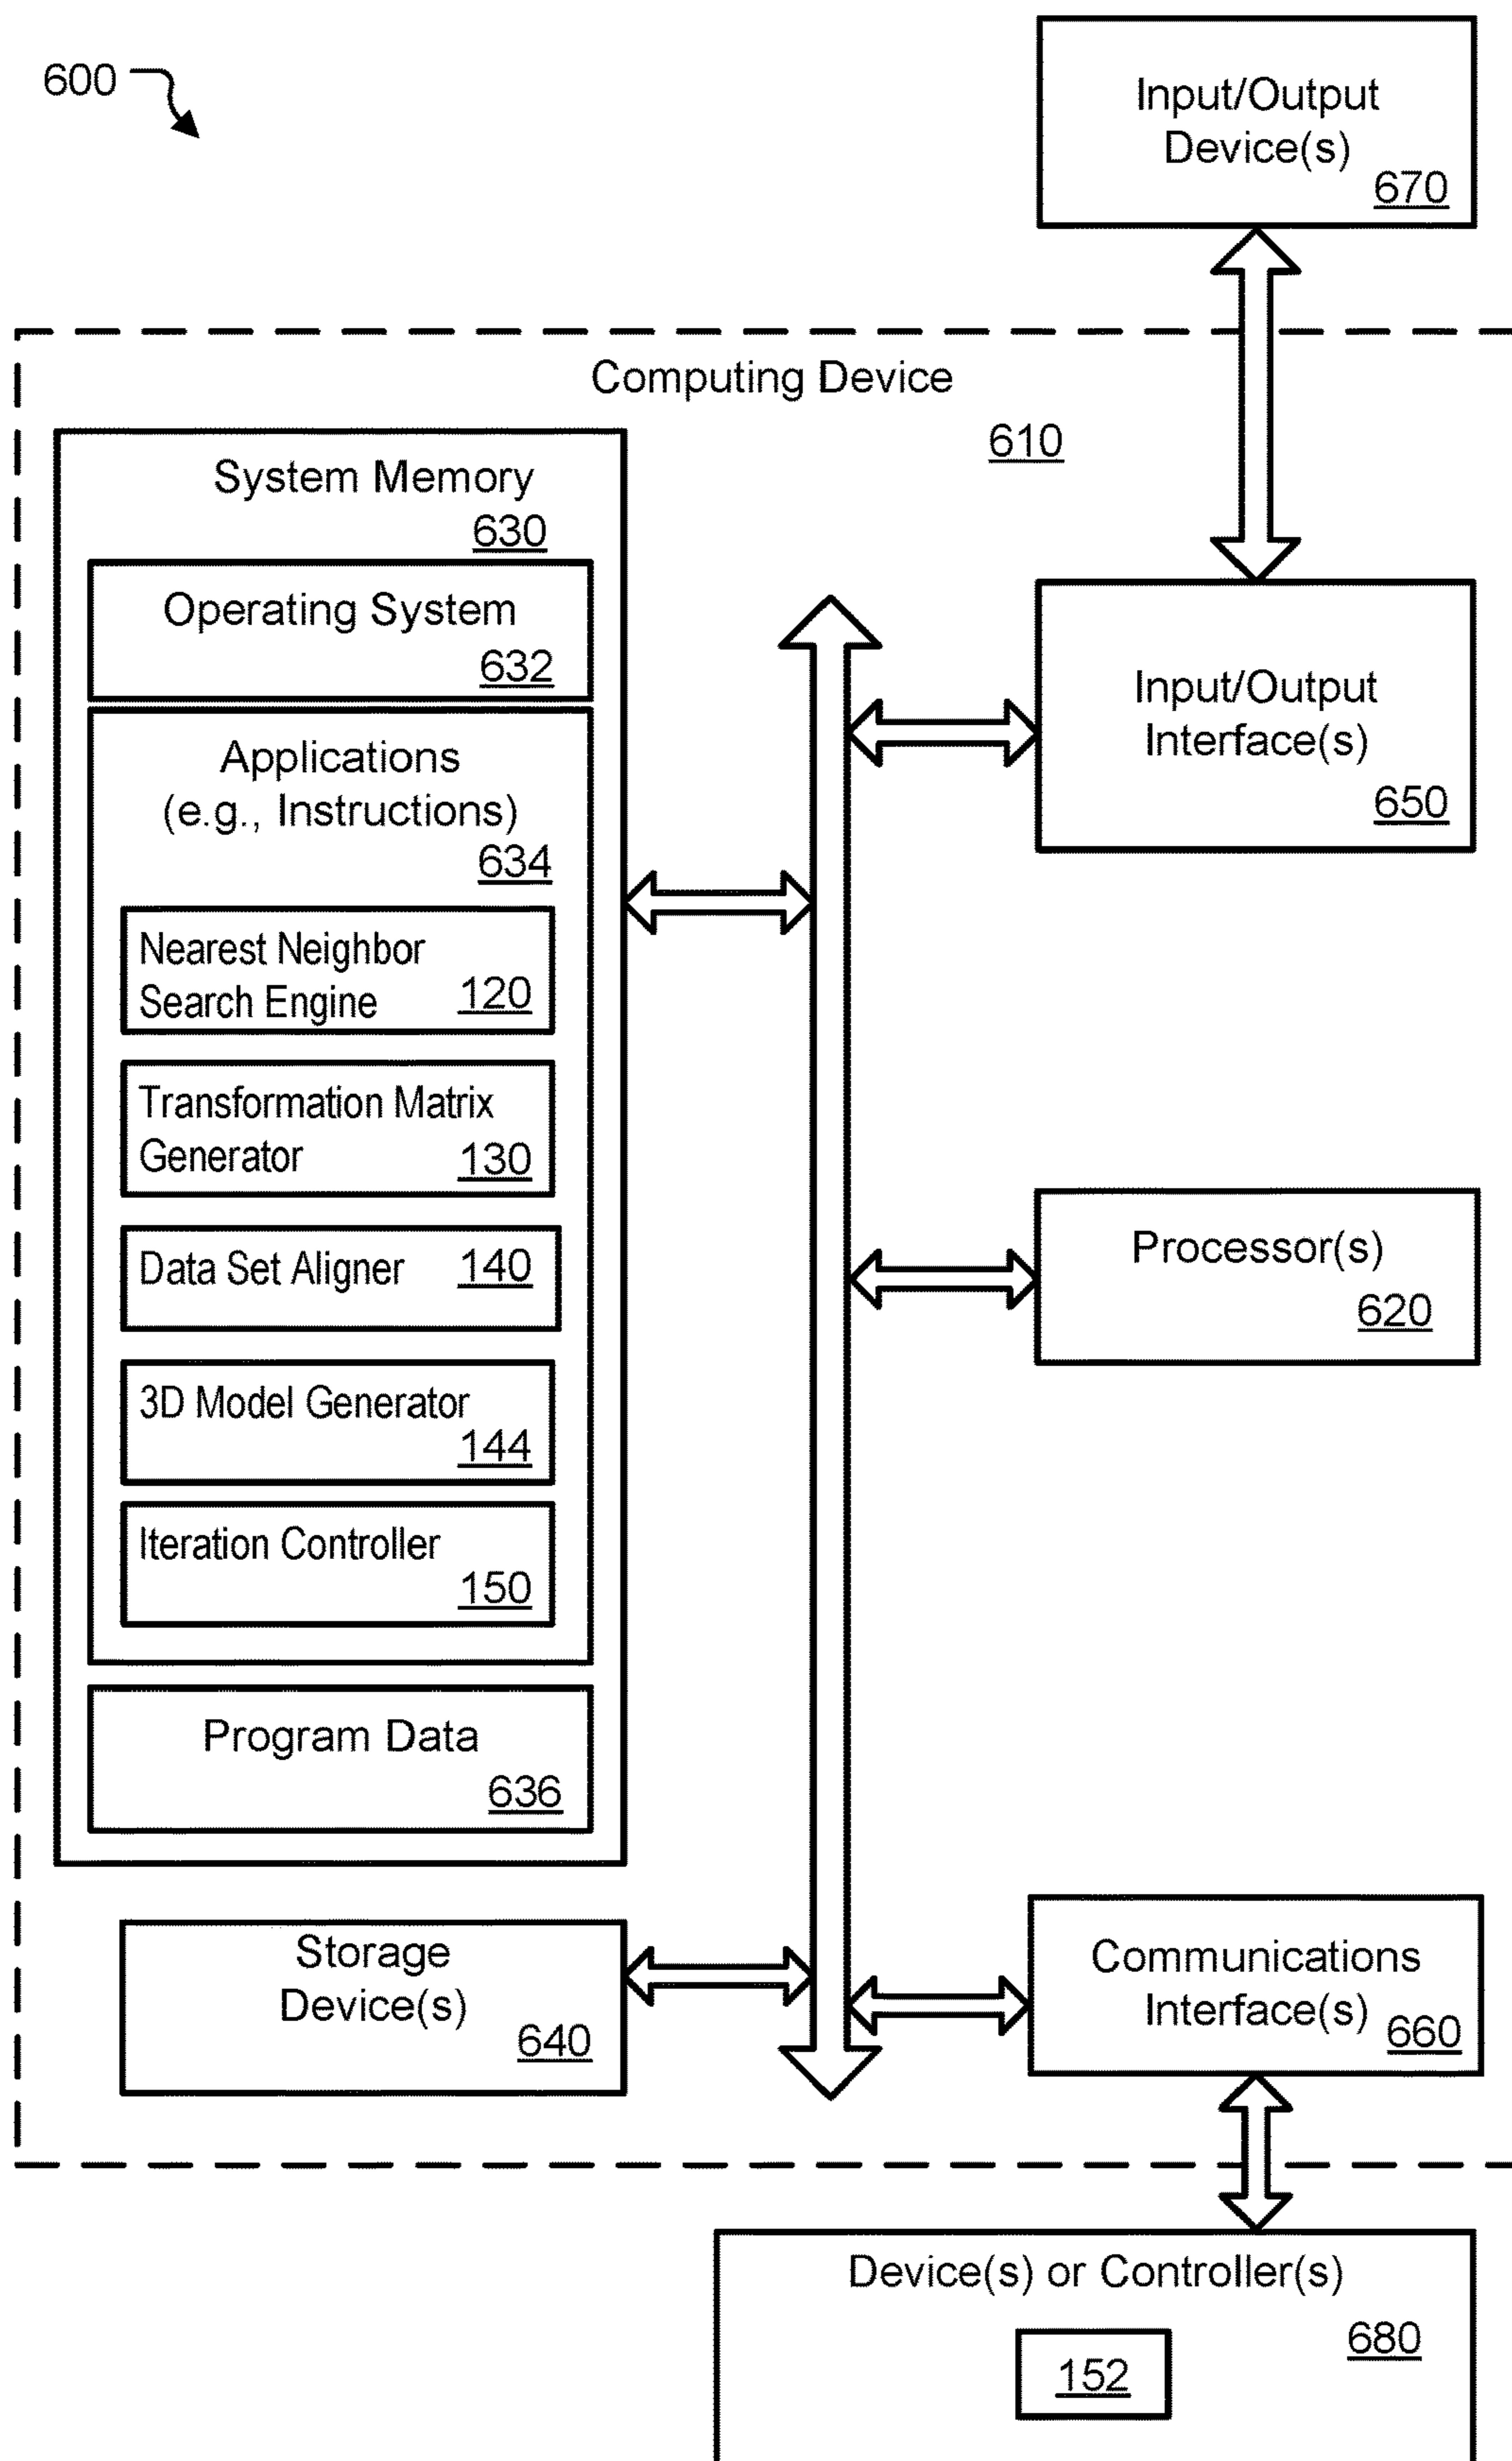 600
Input/Output
Device(s)
670
Computing Device
610
System Memory
630
Operating System
632
Applications
(e.g., Instructions)
634
Nearest Neighbor
Search Engine 120
Transformation Matrix
Generator 130
Data Set Aligner 140
3D Model Generator
144
Iteration Controller
150
Program Data
636
Storage
Device(s)
640
Input/Output
Interface(s)
650
Processor(s)
620
Communications
Interface(s) 660
Device(s) or Controller(s)
680
152